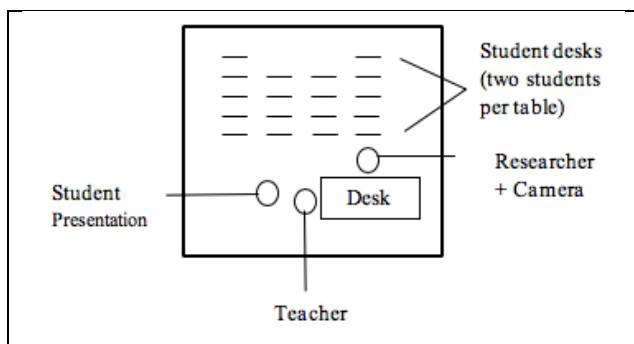 Student desks
(two students
per table)
Researcher
+ Camera
Desk
Student
Presentation
Teacher